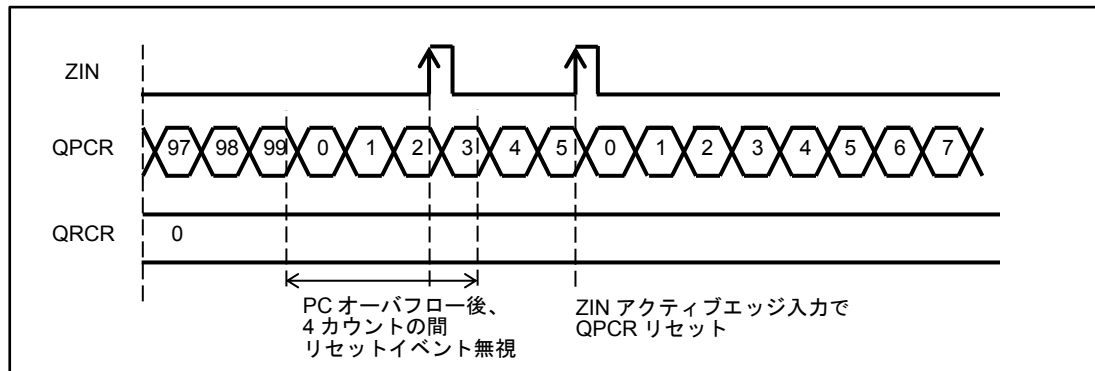 ZIN
QPCR 97 98 99 0 1 2 3 4 5 0 1 2 3 4 5 6 7
QRCR 0
PC オーバフロー後、
4 カウントの間
リセットイベント無視
ZIN アクティブエッジ入力で
QPCR リセット